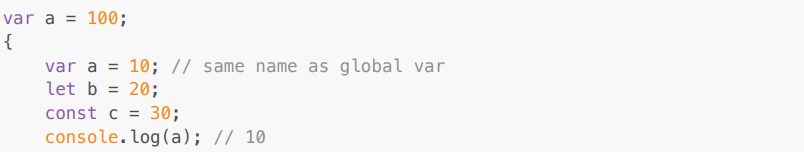 var a = 100;
{
    var a = 10; // same name as global var
    let b = 20;
    const c = 30;
    console.log(a); // 10